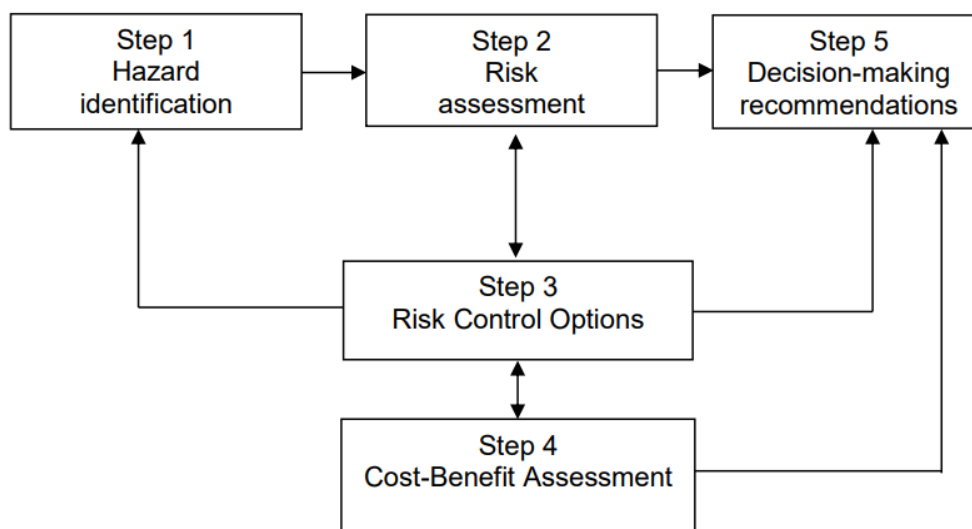 Step 1
Hazard
identification
Step 2
Risk
assessment
Step 5
Decision-making
recommendations
Step 3
Risk Control Options
Step 4
Cost-Benefit Assessment